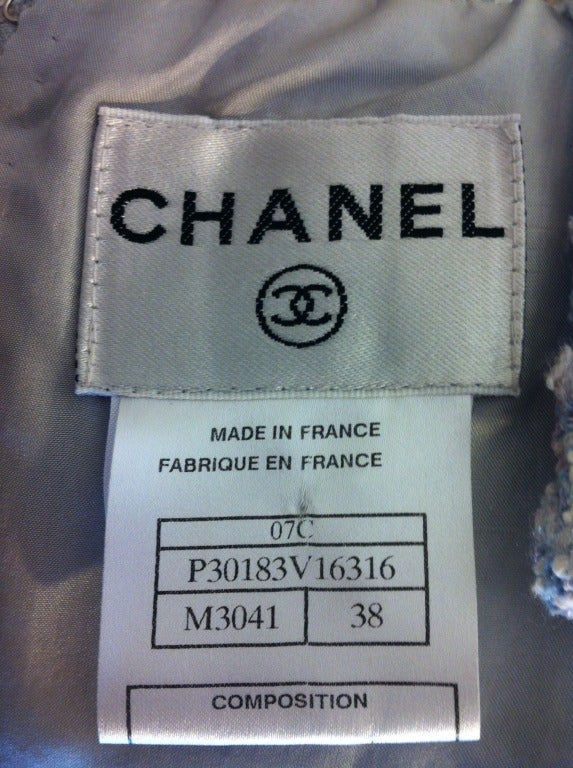 CHANEL
MADE IN FRANCE
FABRIQUE EN FRANCE
07C
P30183V16316
M3041 38
COMPOSITION